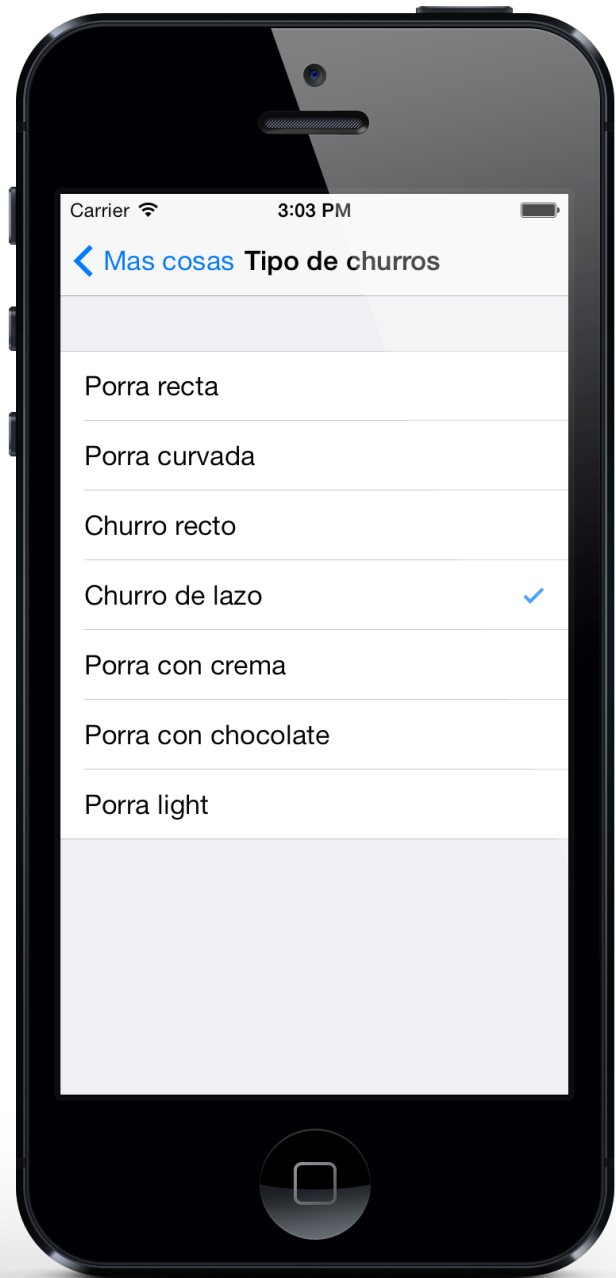 Carrier 3:03 PM
Mas cosas Tipo de churros
Porra recta
Porra curvada
Churro recto
Churro de lazo
Porra con crema
Porra con chocolate
Porra light